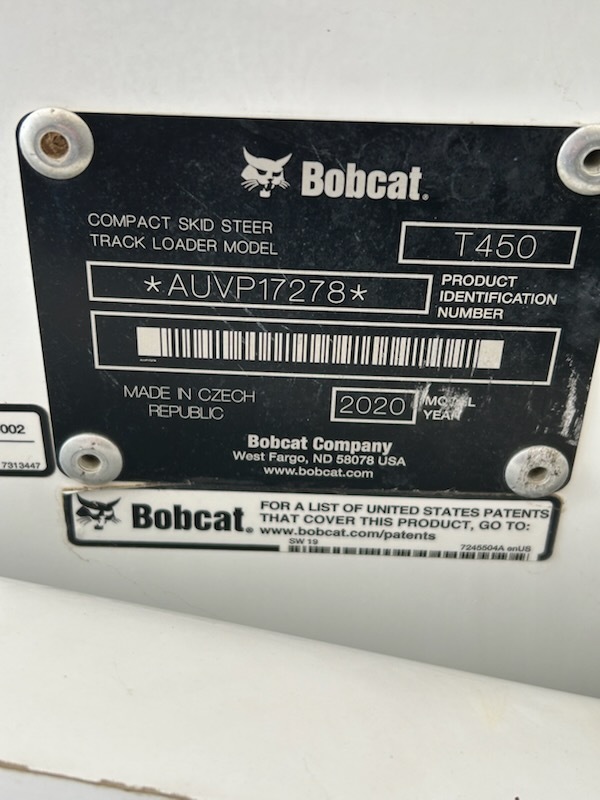 Bobcat.
COMPACT SKID STEER
TRACK LOADER MODEL
T450
*AUVP17278*
PRODUCT
IDENTIFICATION
NUMBER
MADE IN CZECH
REPUBLIC
2020
YEAR
Bobcat Company
West Fargo, ND 58078 USA
www.bobcat.com
002
7313447
Bobcat.
FOR A LIST OF UNITED STATES PATENTS
THAT COVER THIS PRODUCT, GO TO:
www.bobcat.com/patents
SW 19
7245504A enUS